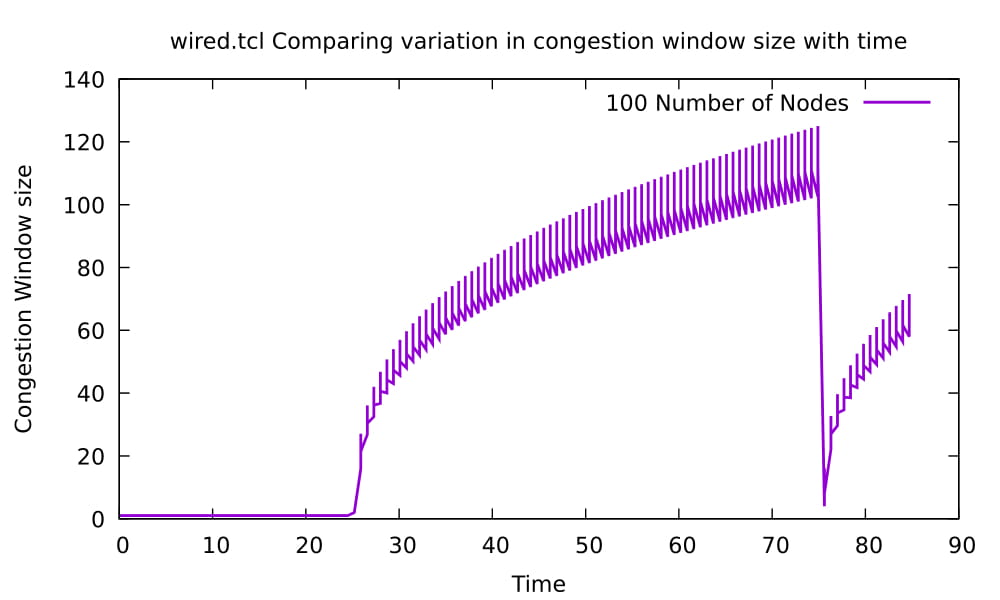 wired.tcl Comparing variation in congestion window size with time
100 Number of Nodes
Congestion Window size
140
120
100
80
60
40
20
0
0 10 20 30 40 50 60 70 80 90
Time